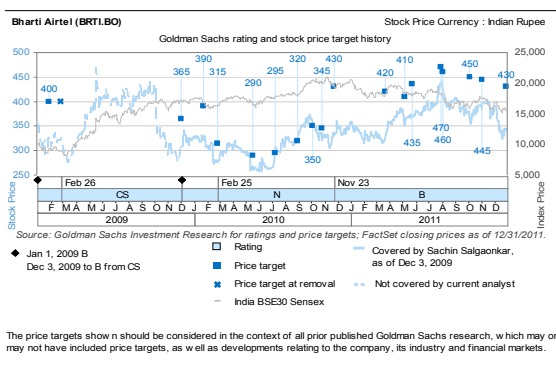 Bharti Airtel (BRTI.BO) Stock Price Currency : Indian Rupee
Goldman Sachs rating and stock price target history
500 25,000
450 20,000
400 15,000
350 10,000
300 5,000
250
400 365 390 315 290 295 320 345 430 350 420 410 435 470 460 450 445 430
Stock Price
Index Price
Feb 26 Feb 25 Nov 23
CS N B
F M A M J J A S O N D J F M A M J J A S O N D J F M A M J J A S O N D
2009 2010 2011
Source: Goldman Sachs Investment Research for ratings and price targets; FactSet closing prices as of 12/31/2011.
Jan 1, 2009 B
Dec 3, 2009 to B from CS
Rating
Price target
Price target at removal
India BSE30 Sensex
Covered by Sachin Salgaonkar,
as of Dec 3, 2009
Not covered by current analyst
The price targets shown should be considered in the context of all prior published Goldman Sachs research, which may or
may not have included price targets, as well as developments relating to the company, its industry and financial markets.